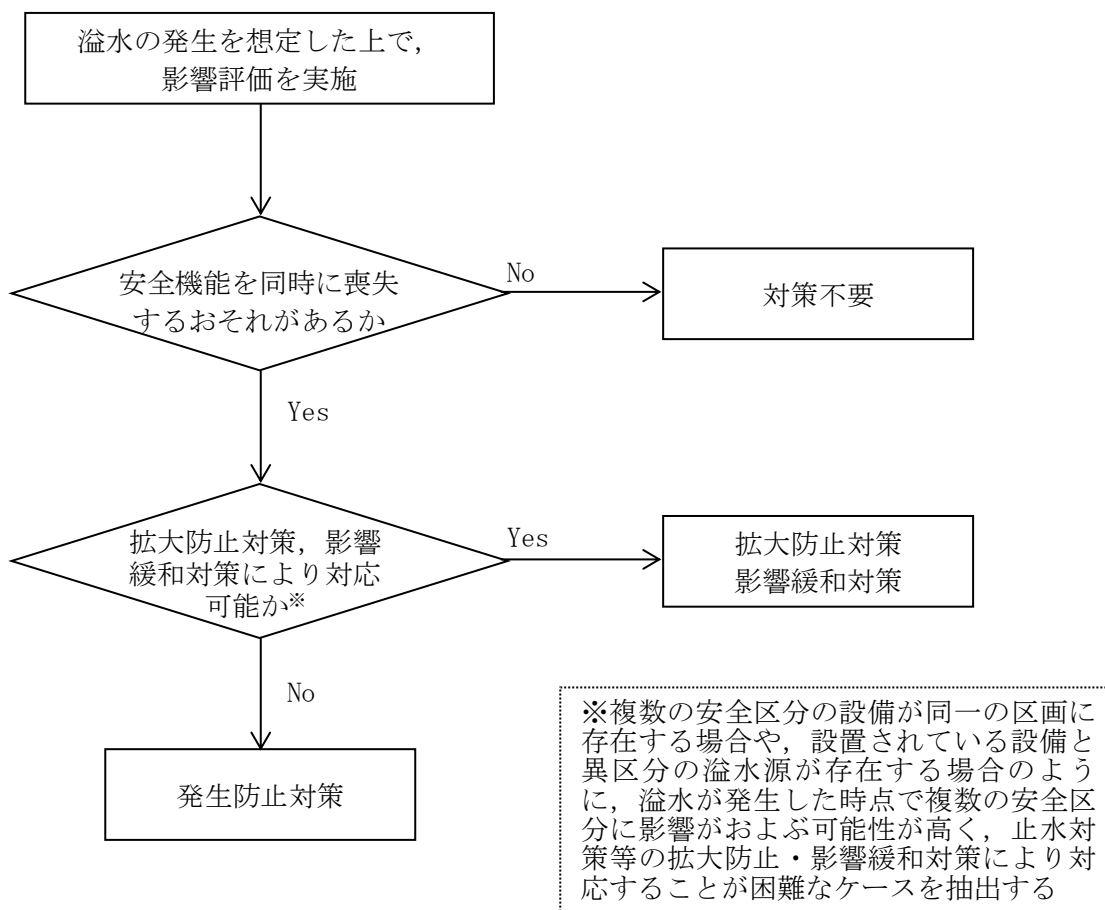 溢水の発生を想定した上で，
影響評価を実施
安全機能を同時に喪失
するおそれがあるか
No
対策不要
Yes
拡大防止対策，影響
緩和対策により対応
可能か※
Yes
拡大防止対策
影響緩和対策
No
発生防止対策
※複数の安全区分の設備が同一の区画に
存在する場合や，設置されている設備と
異区分の溢水源が存在する場合のよう
に，溢水が発生した時点で複数の安全区
分に影響がおよぶ可能性が高く，止水対
策等の拡大防止・影響緩和対策により対
応することが困難なケースを抽出する